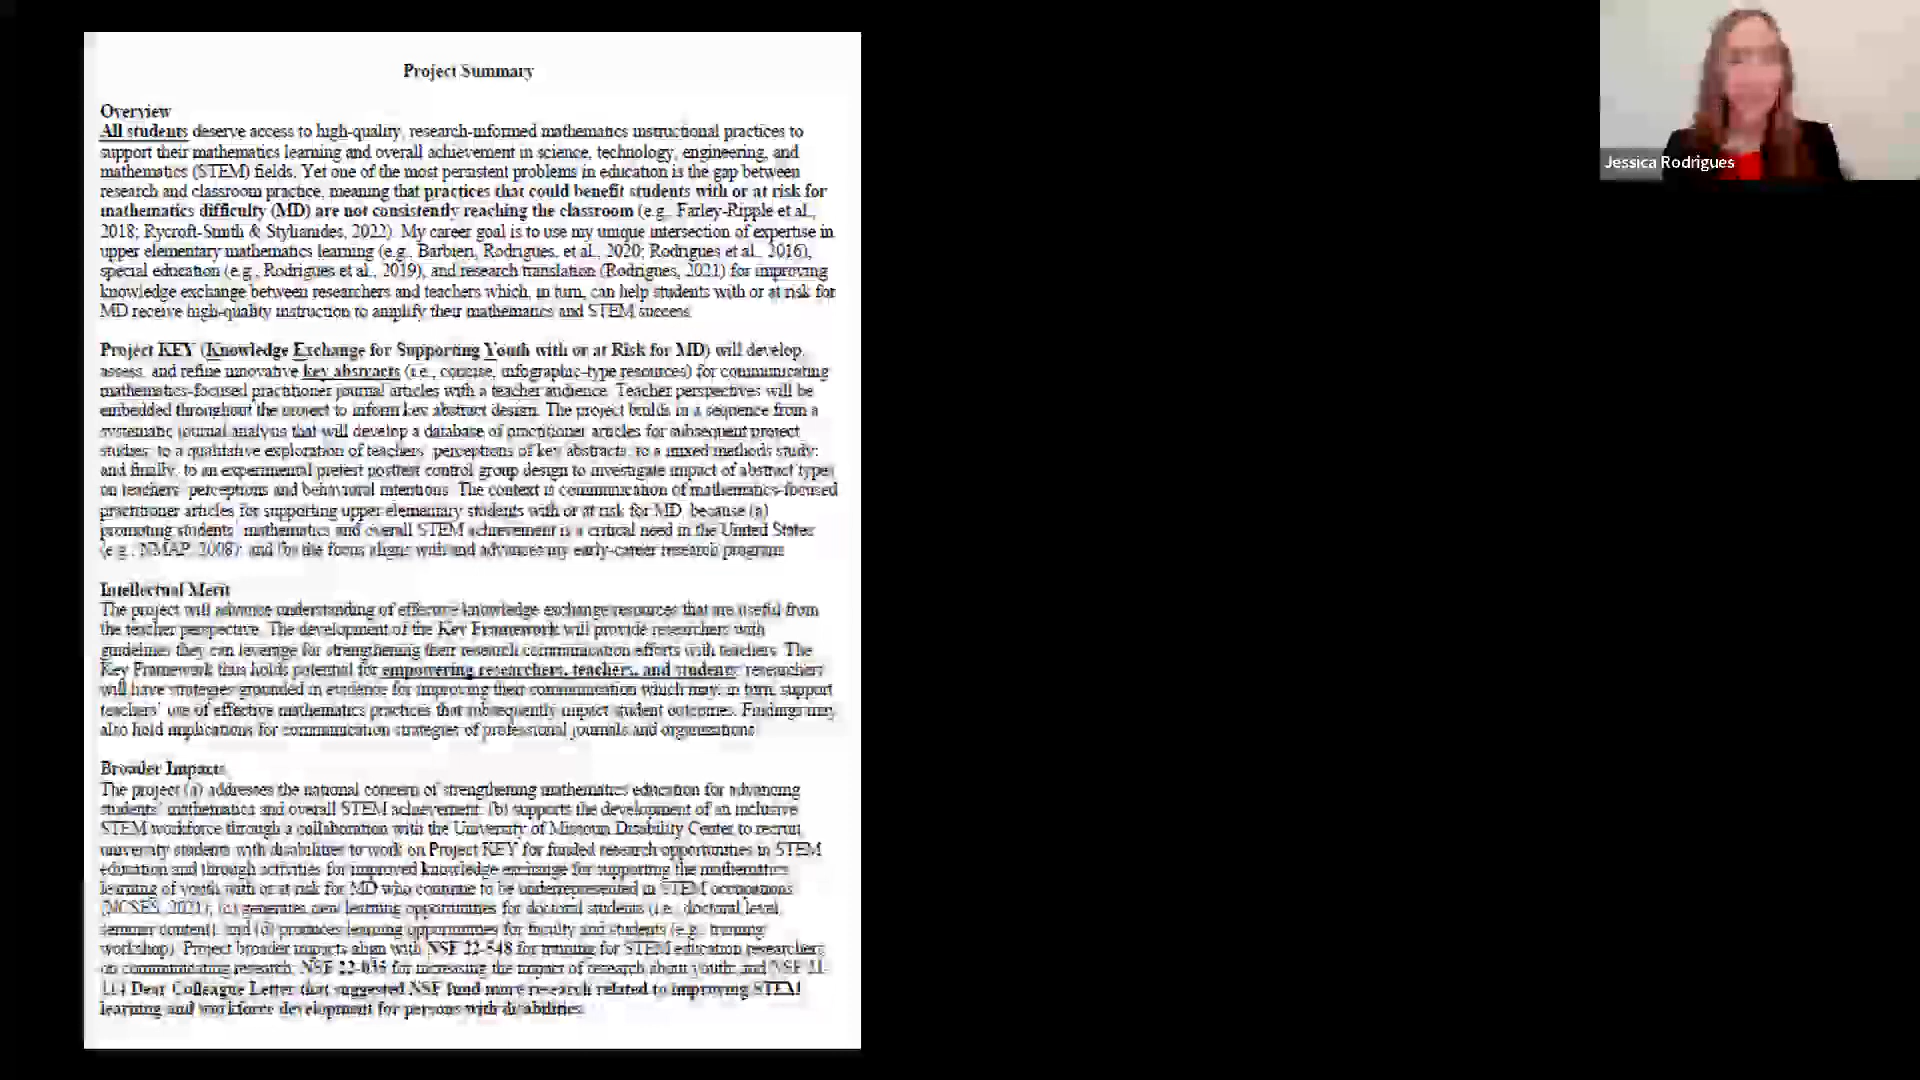 Project Summary
Overview
All students deserve access to high-quality, research-informed mathematics instructional practices to
support their mathematics learning and overall achievement in science, technology, engineering, and
mathematics (STEM) fields. Yet one of the most persistent problems in education is the gap between
research and classroom practice, meaning that practices that could benefit students with or at risk for
mathematics difficulty (MD) are not consistently reaching the classroom (e.g., Farley-Ripple et al.,
2018; Rycroft-Smith & Stylianides, 2022). My career goal is to use my unique intersection of expertise in
upper elementary mathematics learning (e.g., Barbieri, Rodrigues, et al., 2020; Rodrigues et al., 2016),
special education (e.g., Rodrigues et al., 2019), and research translation (Rodrigues, 2021) for improving
knowledge exchange between researchers and teachers which, in turn, can help students with or at risk for
MD receive high-quality instruction to amplify their mathematics and STEM success.
Project KEY (Knowledge Exchange for Supporting Youth with or at Risk for MD) will develop,
assess, and refine innovative key abstracts (i.e., concise, infographic-type resources) for communicating
mathematics-focused practitioner journal articles with a teacher audience. Teacher perspectives will be
embedded throughout the project to inform key abstract design. The project builds in a sequence from a
systematic journal analysis that will develop a database of practitioner articles for subsequent project
studies; to a qualitative exploration of teachers' perceptions of key abstracts; to a mixed methods study;
and finally, to an experimental pretest posttest control group design to investigate impact of abstract types
on teachers' perceptions and behavioral intentions. The context is communication of mathematics-focused
practitioner articles for supporting upper elementary students with or at risk for MD, because (a)
promoting students' mathematics and overall STEM achievement is a critical need in the United States
(e.g., NMAP, 2008); and (b) the focus aligns with and advances my early-career research program.
Intellectual Merit
The project will advance understanding of effective knowledge exchange resources that are useful from
the teacher perspective. The development of the Key Framework will provide researchers with
guidelines they can leverage for strengthening their research communication efforts with teachers. The
Key Framework thus holds potential for empowering researchers, teachers, and students: researchers
will have strategies grounded in evidence for improving their communication which may, in turn, support
teachers' use of effective mathematics practices that subsequently impact student outcomes. Findings may
also hold implications for communication strategies of professional journals and organizations.
Broader Impacts
The project (a) addresses the national concern of strengthening mathematics education for advancing
students' mathematics and overall STEM achievement; (b) supports the development of an inclusive
STEM workforce through a collaboration with the University of Missouri Disability Center to recruit
university students with disabilities to work on Project KEY for funded research opportunities in STEM
education and through activities for improved knowledge exchange for supporting the mathematics
learning of youth with or at risk for MD who continue to be underrepresented in STEM occupations
(NCSES, 2021); (c) generates new learning opportunities for doctoral students (i.e., doctoral level
seminar content); and (d) produces learning opportunities for faculty and students (e.g., training
workshop). Project broader impacts align with NSF 22-548 for training for STEM education researchers
on communicating research, NSF for increasing the impact of research about youth, and NSF
Dear Colleague Letter that suggested NSF fund more research related to improving STEM
learning and workforce development for persons with disabilities.
Jessica Rodrigues